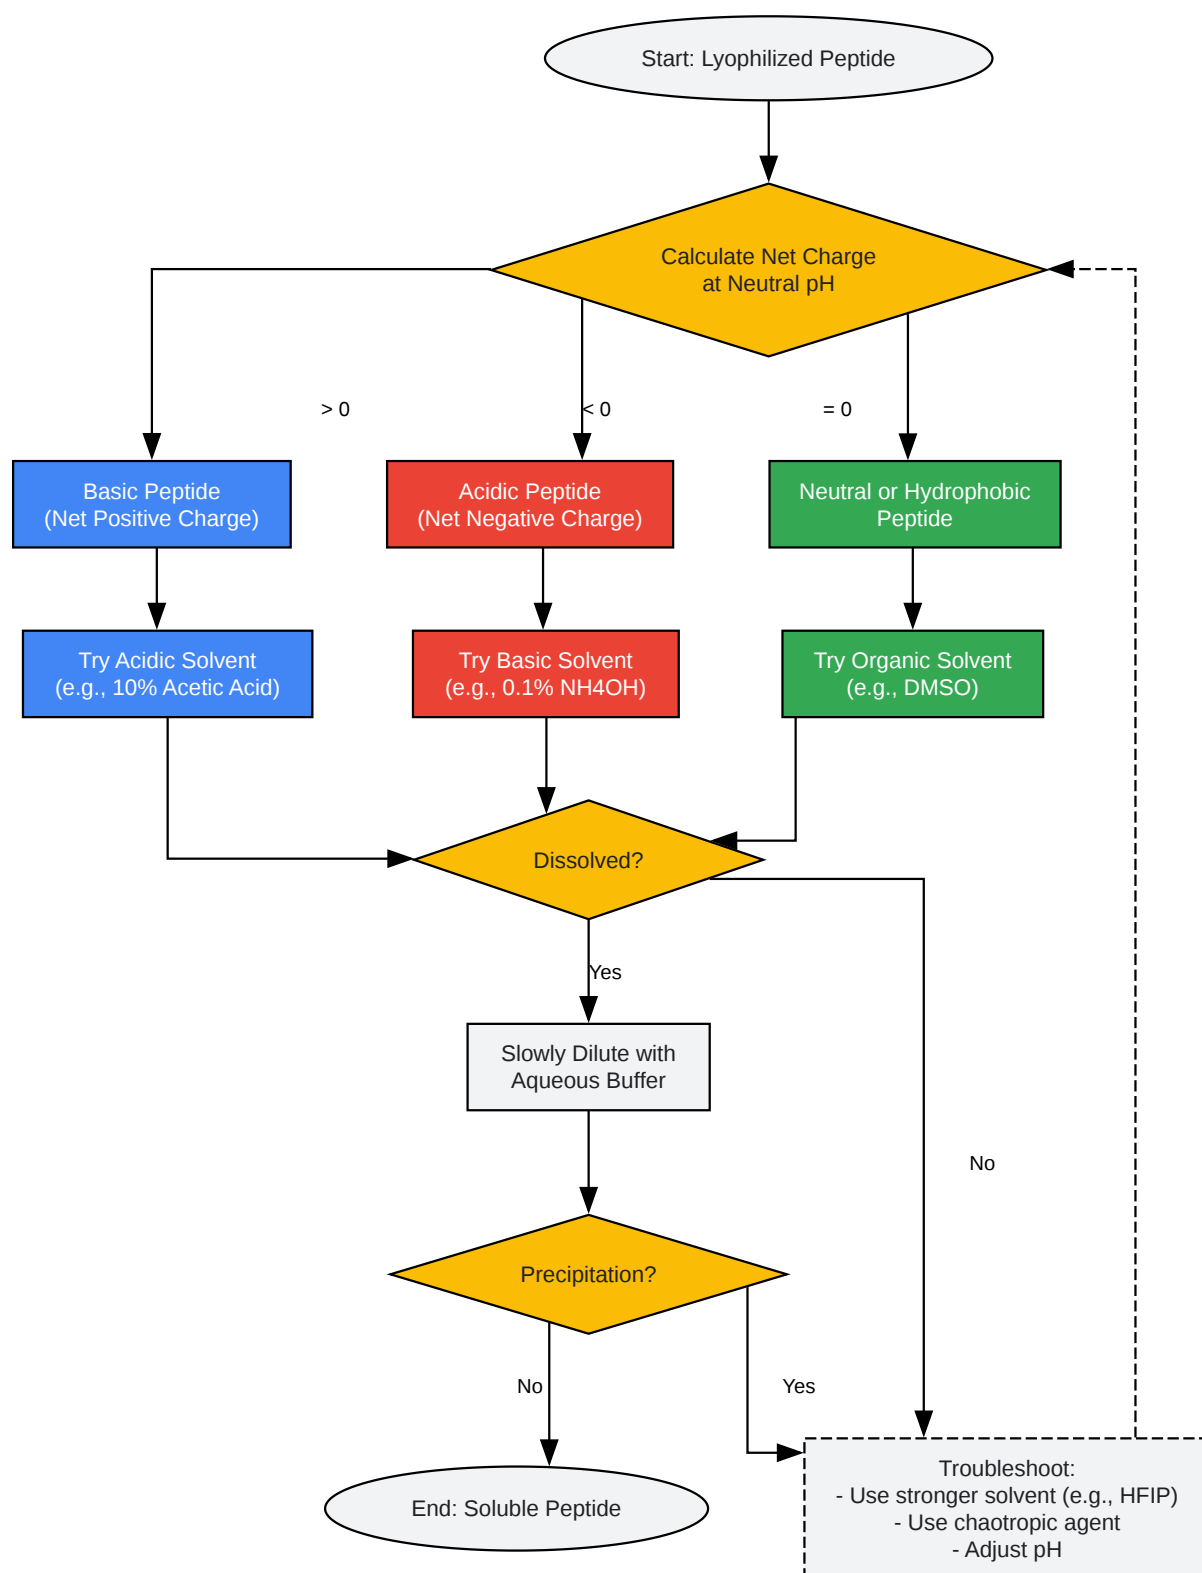 Start: Lyophilized Peptide
Calculate Net Charge
at Neutral pH
> 0
< 0
= 0
Basic Peptide
(Net Positive Charge)
Acidic Peptide
(Net Negative Charge)
Neutral or Hydrophobic
Peptide
Try Acidic Solvent
(e.g., 10% Acetic Acid)
Try Basic Solvent
(e.g., 0.1% NH4OH)
Try Organic Solvent
(e.g., DMSO)
Dissolved?
Yes
Slowly Dilute with
Aqueous Buffer
No
Precipitation?
No
Yes
End: Soluble Peptide
Troubleshoot:
- Use stronger solvent (e.g., HFIP)
- Use chaotropic agent
- Adjust pH